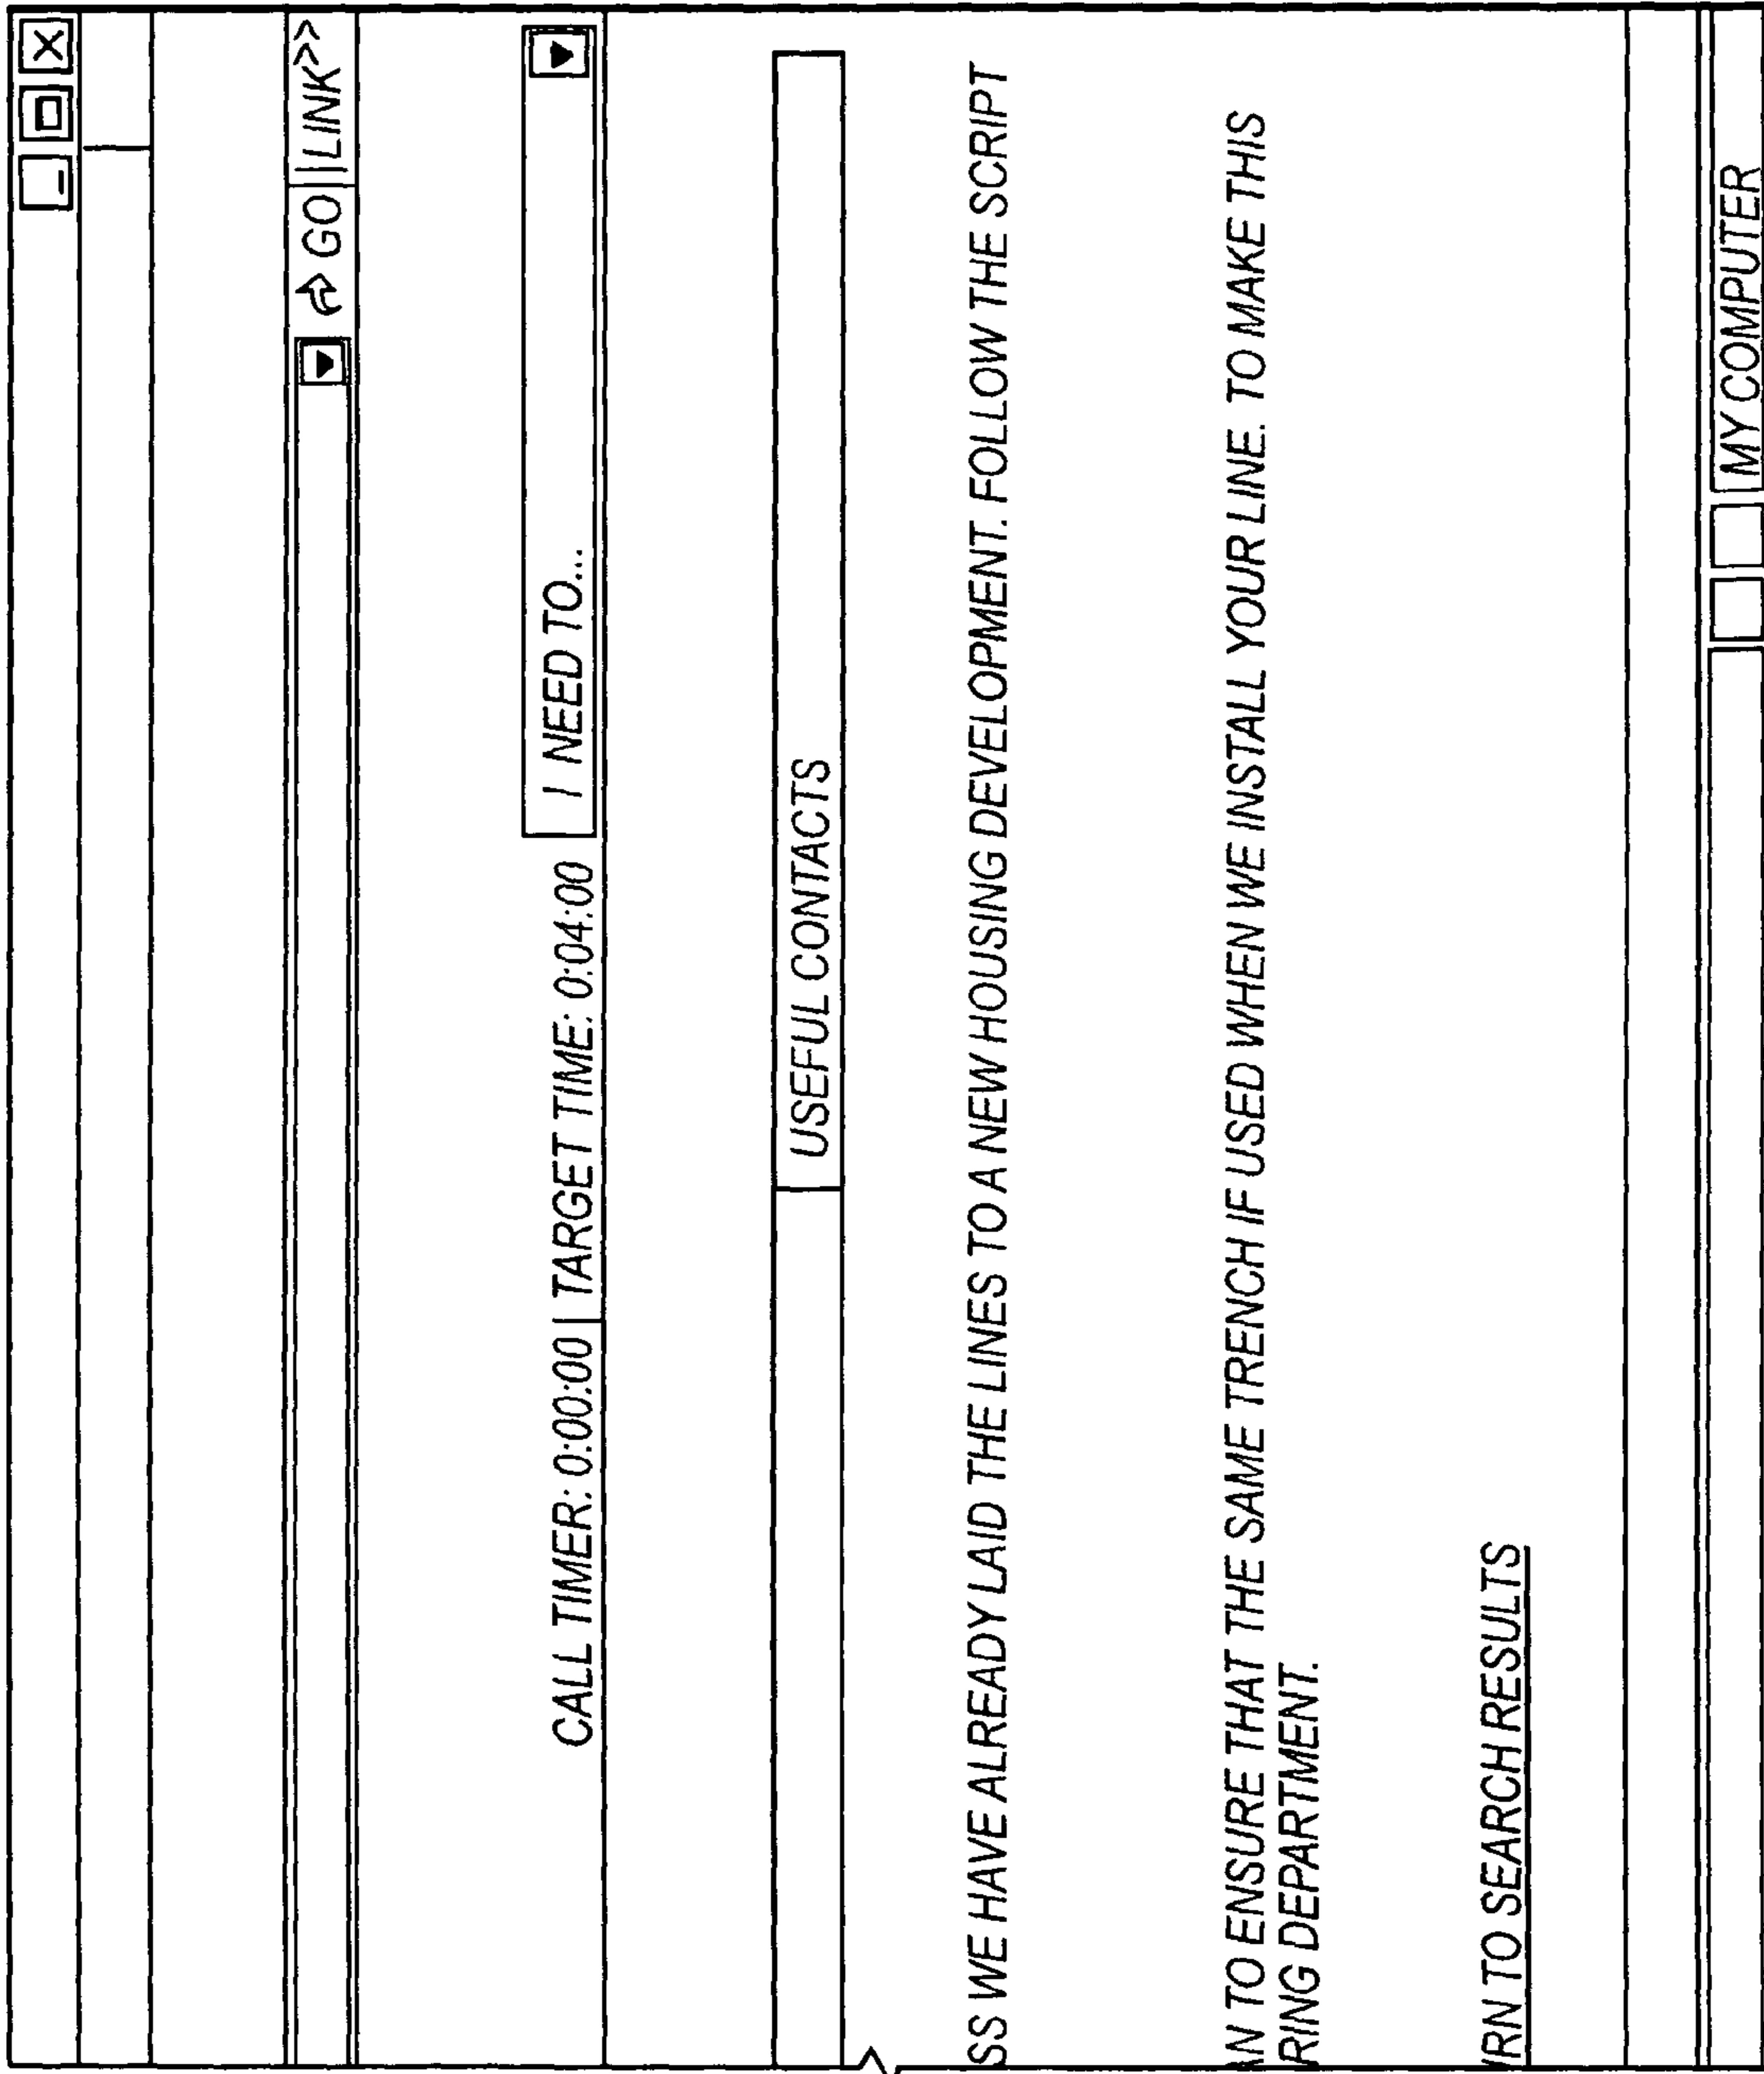 GO LINK>>
CALL TIMER: 0:00:00 | TARGET TIME: 0:04:00 | I NEED TO...
USEFUL CONTACTS
SS WE HAVE ALREADY LAID THE LINES TO A NEW HOUSING DEVELOPMENT. FOLLOW THE SCRIPT
N TO ENSURE THAT THE SAME TRENCH IF USED WHEN WE INSTALL YOUR LINE. TO MAKE THIS
RING DEPARTMENT.
RN TO SEARCH RESULTS
MY COMPUTER